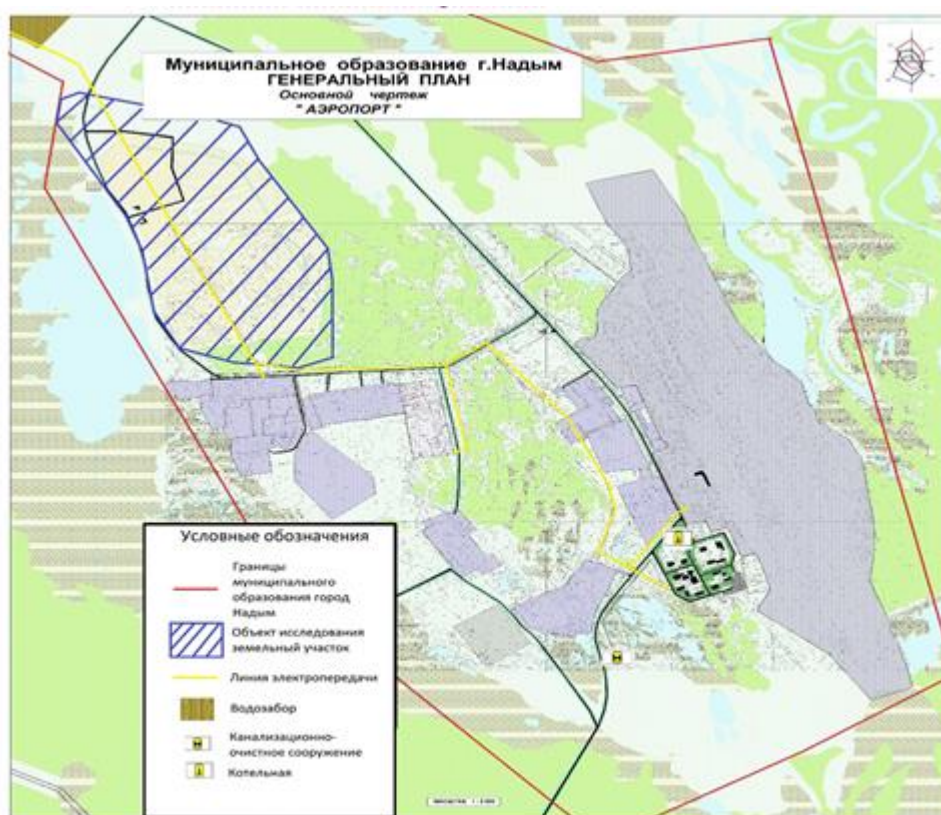 Муниципальное образование г.Надым
ГЕНЕРАЛЬНЫЙ ПЛАН
Основной чертеж
" АЭРОПОРТ "
Условные обозначения
Границы
муниципального
образования город
Надым
Объект исследования
земельный участок
Линия электропередачи
Водозабор
Канализационно-
очистное сооружение
Котельная